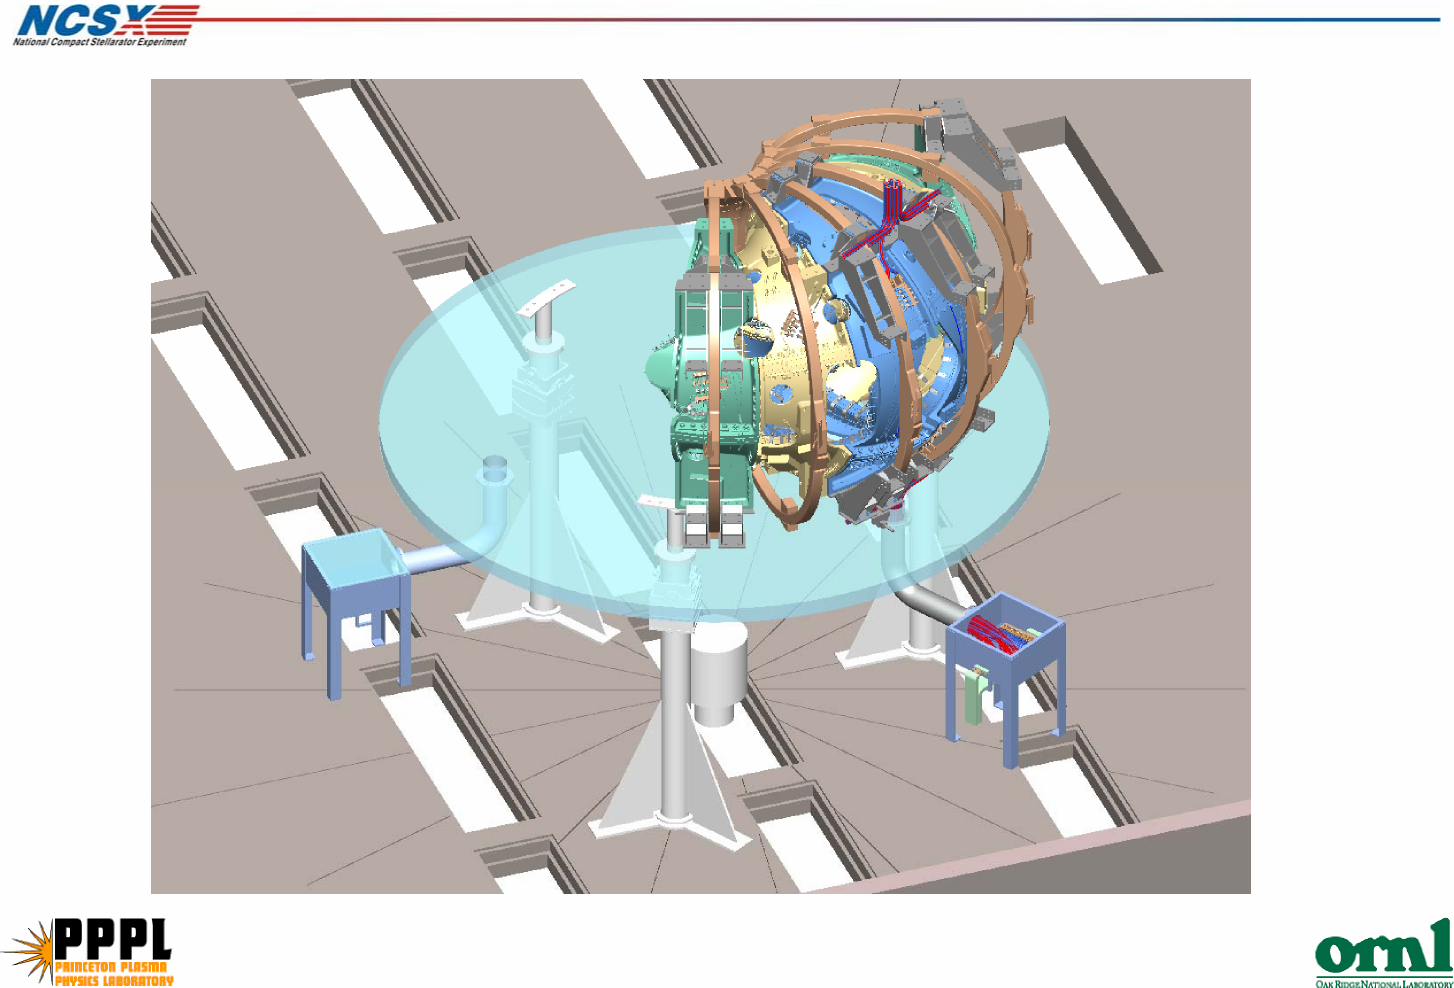 NCSX
National Compact Stellarator Experiment
PPPL
PRINCETON PLASMA
PHYSICS LABORATORY
ornl
OAK RIDGE NATIONAL LABORATORY